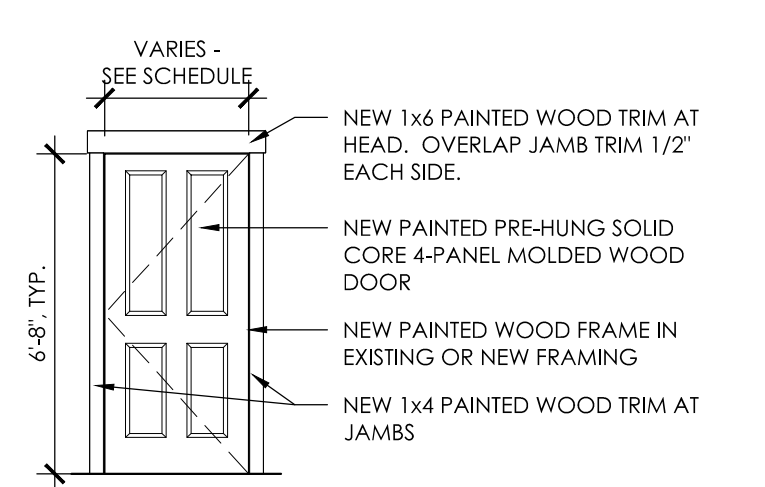 VARIES -
SEE SCHEDULE
NEW 1x6 PAINTED WOOD TRIM AT
HEAD. OVERLAP JAMB TRIM 1/2"
EACH SIDE.
NEW PAINTED PRE-HUNG SOLID
CORE 4-PANEL MOLDED WOOD
DOOR
6'-8", TYP.
NEW PAINTED WOOD FRAME IN
EXISTING OR NEW FRAMING
NEW 1x4 PAINTED WOOD TRIM AT
JAMBS